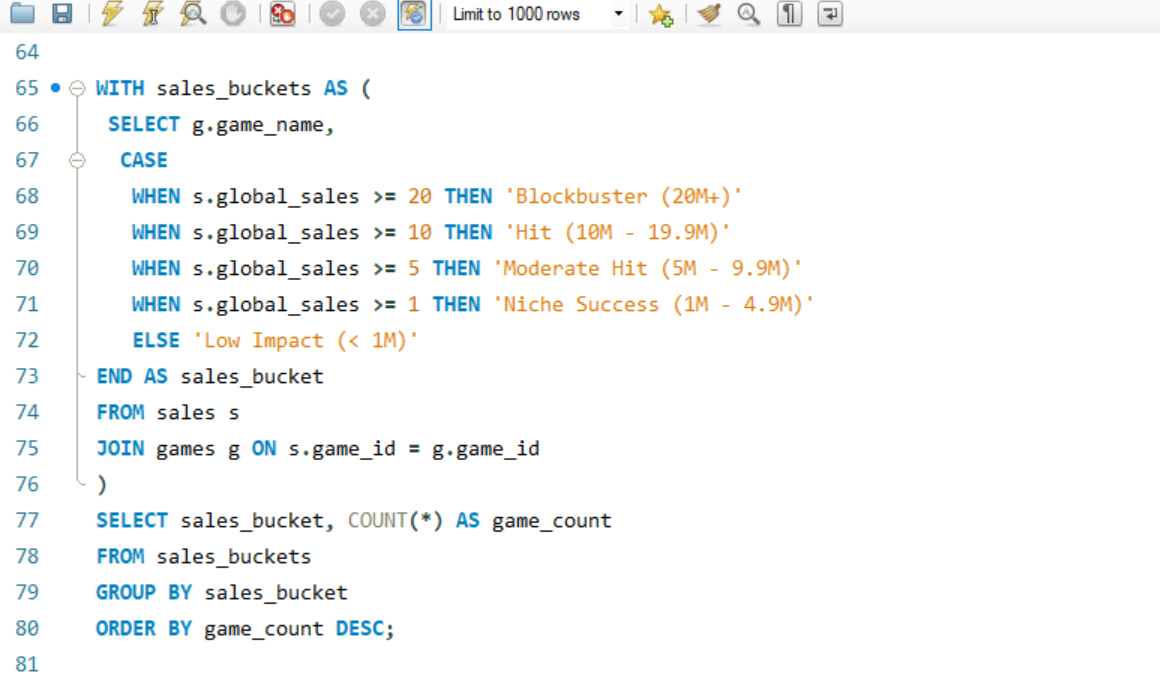 Limit to 1000 rows
64
65 WITH sales_buckets AS (
66 SELECT g.game_name,
67 CASE
68 WHEN s.global_sales >= 20 THEN 'Blockbuster (20M+)'
69 WHEN s.global_sales >= 10 THEN 'Hit (10M - 19.9M)'
70 WHEN s.global_sales >= 5 THEN 'Moderate Hit (5M - 9.9M)'
71 WHEN s.global_sales >= 1 THEN 'Niche Success (1M - 4.9M)'
72 ELSE 'Low Impact (< 1M)'
73 END AS sales_bucket
74 FROM sales s
75 JOIN games g ON s.game_id = g.game_id
76 )
77 SELECT sales_bucket, COUNT(*) AS game_count
78 FROM sales_buckets
79 GROUP BY sales_bucket
80 ORDER BY game_count DESC;
81